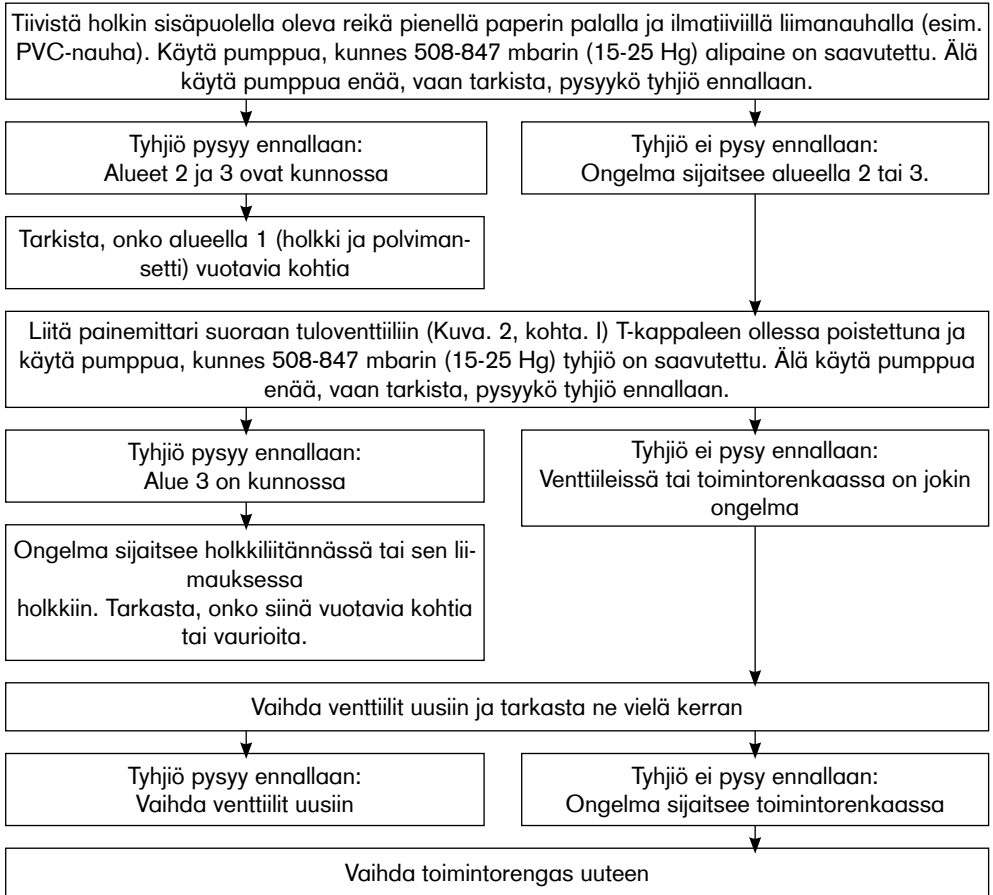 Tiivistä holkin sisäpuolella oleva reikä pienellä paperin palalla ja ilmatiiviillä liimanauhalla (esim.
PVC-nauha). Käytä pumppua, kunnes 508-847 mbarin (15-25 Hg) alipaine on saavutettu. Älä
käytä pumppua enää, vaan tarkista, pysyykö tyhjiö ennallaan.
Tyhjiö pysyy ennallaan:
Alueet 2 ja 3 ovat kunnossa
Tyhjiö ei pysy ennallaan:
Ongelma sijaitsee alueella 2 tai 3.
Tarkista, onko alueella 1 (holkki ja polviman-
setti) vuotavia kohtia
Liitä painemittari suoraan tuloventtiiliin (Kuva. 2, kohta. I) T-kappaleen ollessa poistettuna ja
käytä pumppua, kunnes 508-847 mbarin (15-25 Hg) tyhjiö on saavutettu. Älä käytä pumppua
enää, vaan tarkista, pysyykö tyhjiö ennallaan.
Tyhjiö pysyy ennallaan:
Alue 3 on kunnossa
Tyhjiö ei pysy ennallaan:
Venttiileissä tai toimintorenkaassa on jokin
ongelma
Ongelma sijaitsee holkkiliitännässä tai sen lii-
mauksessa
holkkiin. Tarkasta, onko siinä vuotavia kohtia
tai vaurioita.
Vaihda venttiilit uusiin ja tarkasta ne vielä kerran
Tyhjiö pysyy ennallaan:
Vaihda venttiilit uusiin
Tyhjiö ei pysy ennallaan:
Ongelma sijaitsee toimintorenkaassa
Vaihda toimintorengas uuteen